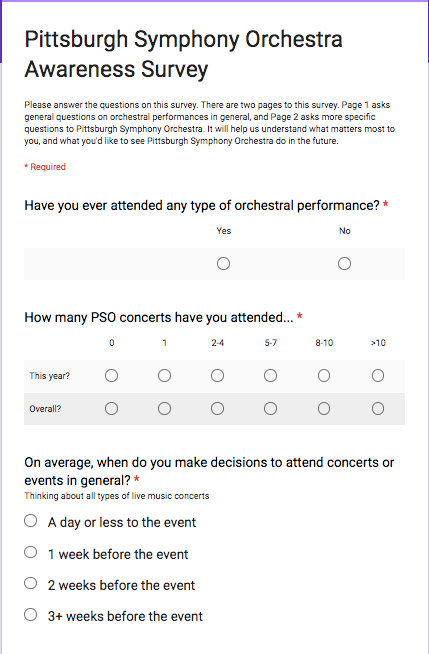 Pittsburgh Symphony Orchestra
Awareness Survey
Please answer the questions on this survey. There are two pages to this survey. Page 1 asks
general questions on orchestral performances in general, and Page 2 asks more specific
questions to Pittsburgh Symphony Orchestra. It will help us understand what matters most to
you, and what you'd like to see Pittsburgh Symphony Orchestra do in the future.
* Required
Have you ever attended any type of orchestral performance? *
Yes No
How many PSO concerts have you attended... *
0 1 2-4 5-7 8-10 >10
This year?
Overall?
On average, when do you make decisions to attend concerts or
events in general? *
Thinking about all types of live music concerts
A day or less to the event
1 week before the event
2 weeks before the event
3+ weeks before the event